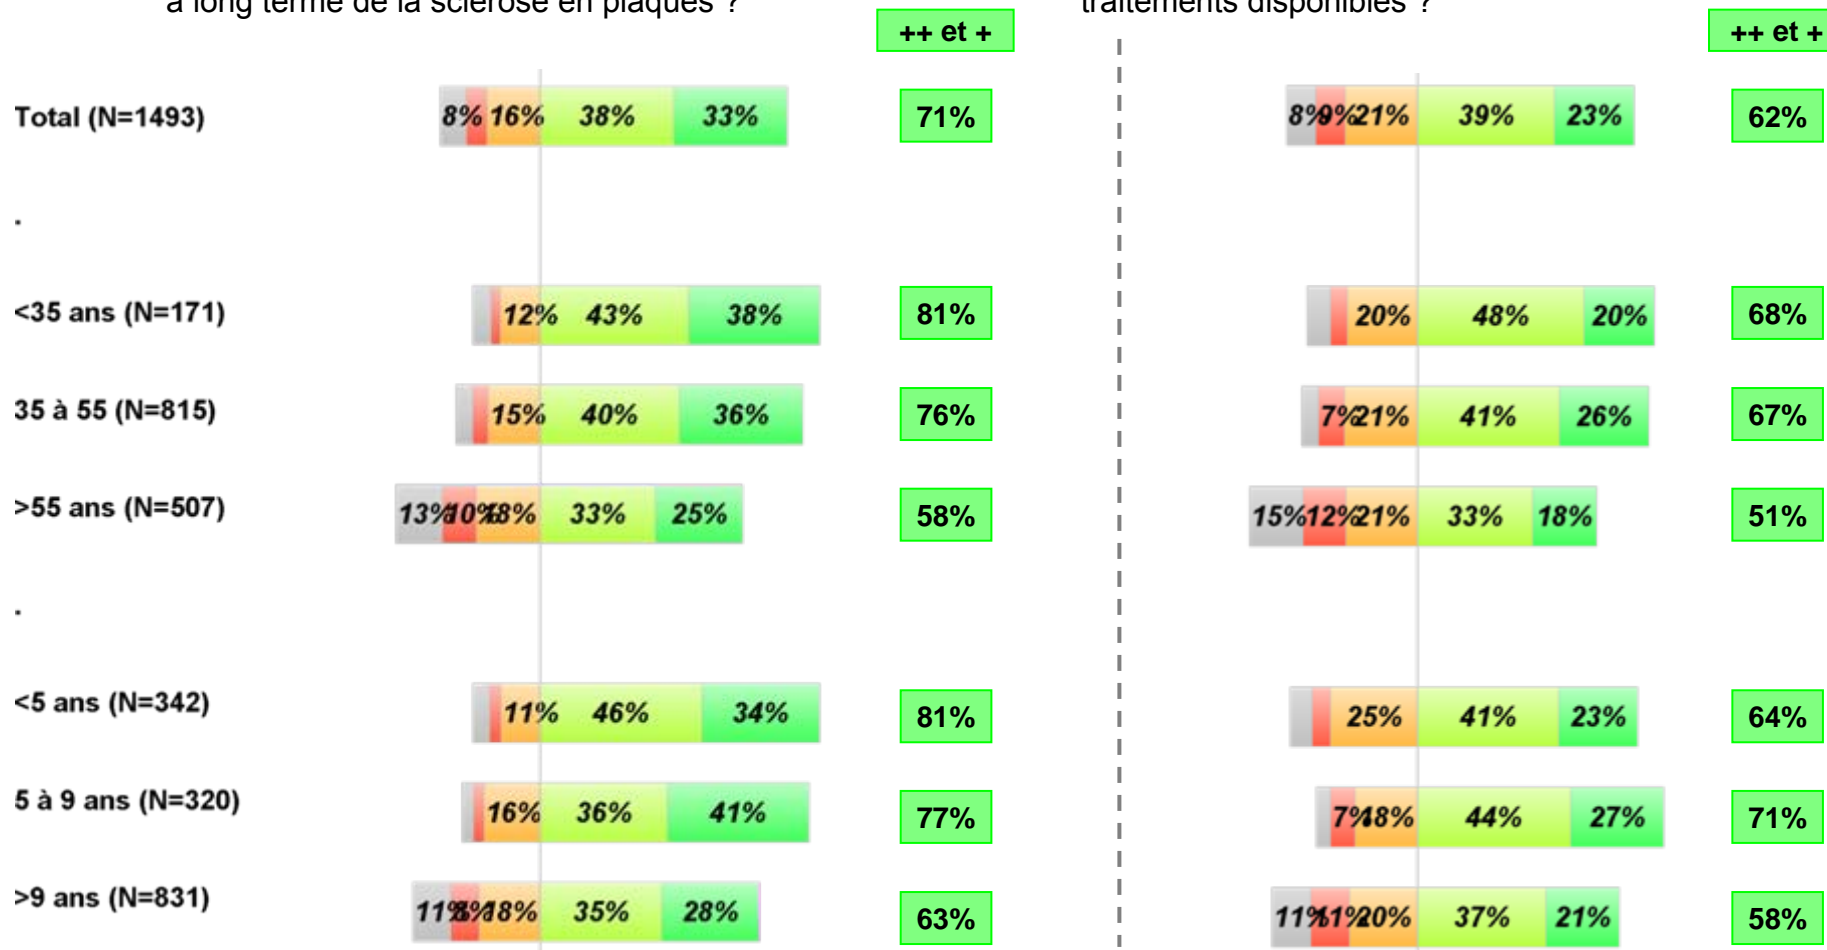 à long terme de la sclérose en plaques ?
traitements disponibles ?
++ et +
++ et +
Total (N=1493)
8% 16% 38% 33%
71%
8% 9% 21% 39% 23%
62%
.
<35 ans (N=171)
12% 43% 38%
81%
20% 48% 20%
68%
35 à 55 (N=815)
15% 40% 36%
76%
7% 21% 41% 26%
67%
>55 ans (N=507)
13% 10% 18% 33% 25%
58%
15% 12% 21% 33% 18%
51%
.
<5 ans (N=342)
11% 46% 34%
81%
25% 41% 23%
64%
5 à 9 ans (N=320)
16% 36% 41%
77%
7% 18% 44% 27%
71%
>9 ans (N=831)
11% 8% 18% 35% 28%
63%
11% 11% 20% 37% 21%
58%